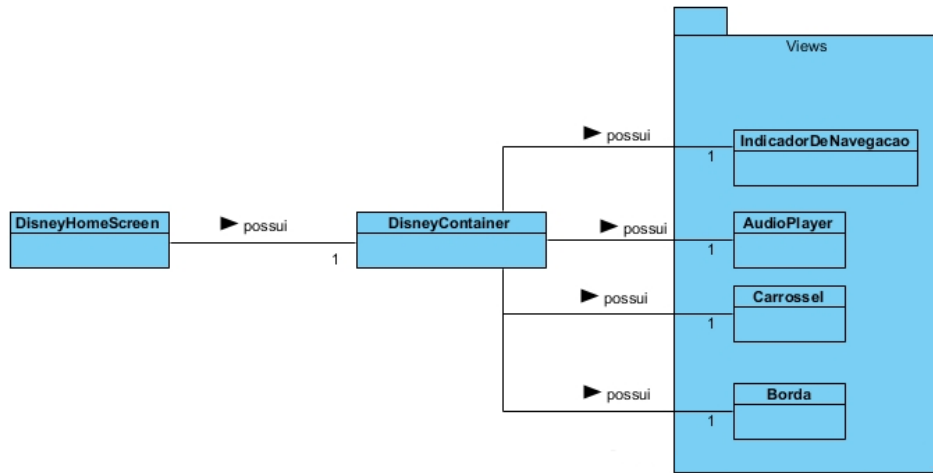 Views
possui
1
IndicadorDeNavegacao
DisneyHomeScreen
possui
1
DisneyContainer
possui
1
AudioPlayer
possui
1
Carrossel
possui
1
Borda